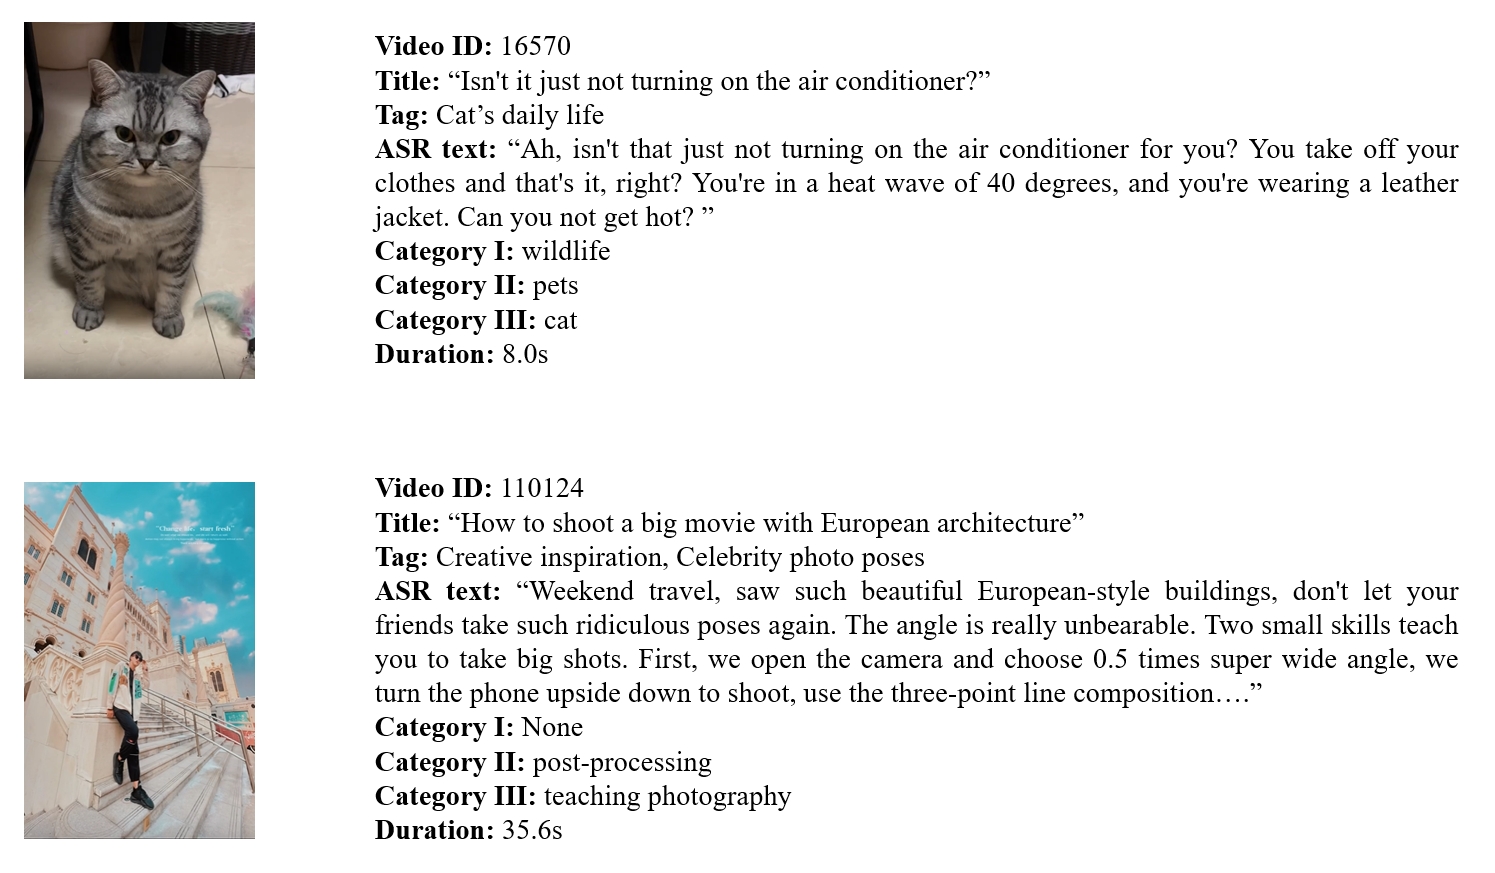 Video ID: 16570
Title: “Isn't it just not turning on the air conditioner?”
Tag: Cat’s daily life
ASR text: “Ah, isn't that just not turning on the air conditioner for you? You take off your
clothes and that's it, right? You're in a heat wave of 40 degrees, and you're wearing a leather
jacket. Can you not get hot? ”
Category I: wildlife
Category II: pets
Category III: cat
Duration: 8.0s
start fresh
Video ID: 110124
Title: “How to shoot a big movie with European architecture”
Tag: Creative inspiration, Celebrity photo poses
ASR text: “Weekend travel, saw such beautiful European-style buildings, don't let your
friends take such ridiculous poses again. The angle is really unbearable. Two small skills teach
you to take big shots. First, we open the camera and choose 0.5 times super wide angle, we
turn the phone upside down to shoot, use the three-point line composition….”
Category I: None
Category II: post-processing
Category III: teaching photography
Duration: 35.6s